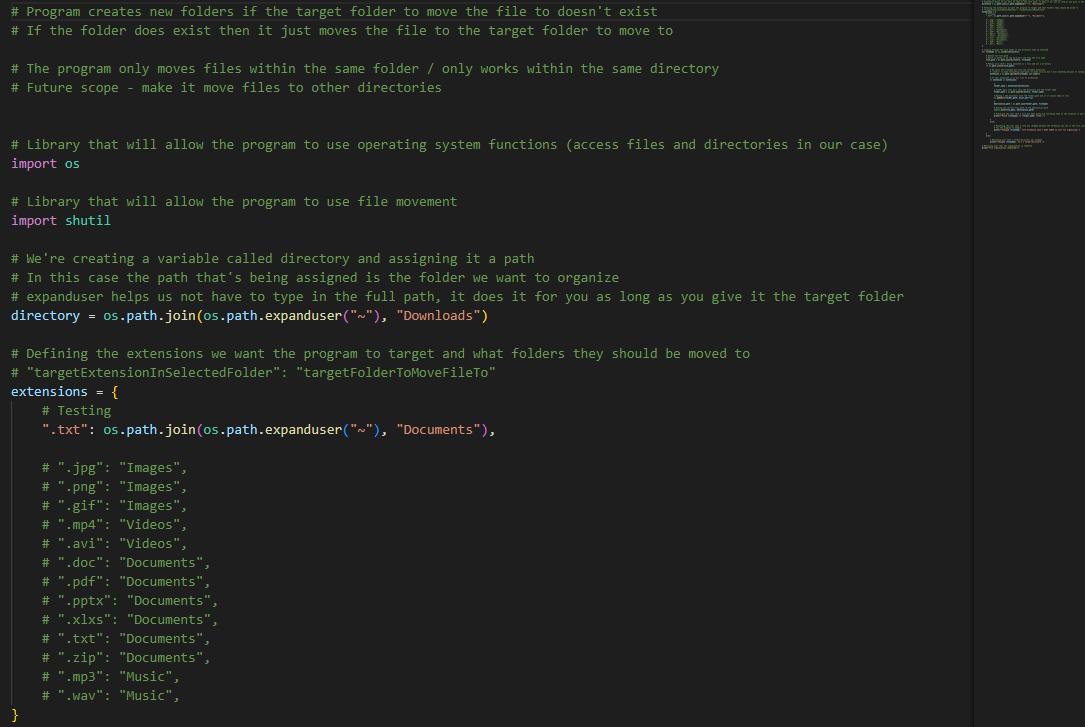 # Program creates new folders if the target folder to move the file to doesn't exist
# If the folder does exist then it just moves the file to the target folder to move to
# The program only moves files within the same folder / only works within the same directory
# Future scope - make it move files to other directories
# Library that will allow the program to use operating system functions (access files and directories in our case)
import os
# Library that will allow the program to use file movement
import shutil
# We're creating a variable called directory and assigning it a path
# In this case the path that's being assigned is the folder we want to organize
# expanduser helps us not have to type in the full path, it does it for you as long as you give it the target folder
directory = os.path.join(os.path.expanduser("~"), "Downloads")
# Defining the extensions we want the program to target and what folders they should be moved to
# "targetExtensionInSelectedFolder": "targetFolderToMoveFileTo"
extensions = {
# Testing
".txt": os.path.join(os.path.expanduser("~"), "Documents"),
# ".jpg": "Images",
# ".png": "Images",
# ".gif": "Images",
# ".mp4": "Videos",
# ".avi": "Videos",
# ".doc": "Documents",
# ".pdf": "Documents",
# ".pptx": "Documents",
# ".xlxs": "Documents",
# ".txt": "Documents",
# ".zip": "Documents",
# ".mp3": "Music",
# ".wav": "Music",
}